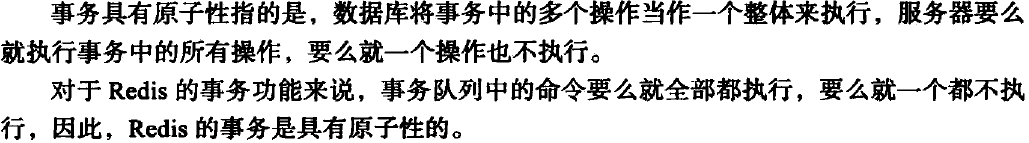 事务具有原子性指的是，数据库将事务中的多个操作当作一个整体来执行，服务器要么
就执行事务中的所有操作，要么就一个操作也不执行。
对于 Redis 的事务功能来说，事务队列中的命令要么就全部都执行，要么就一个都不执
行，因此，Redis 的事务是具有原子性的。